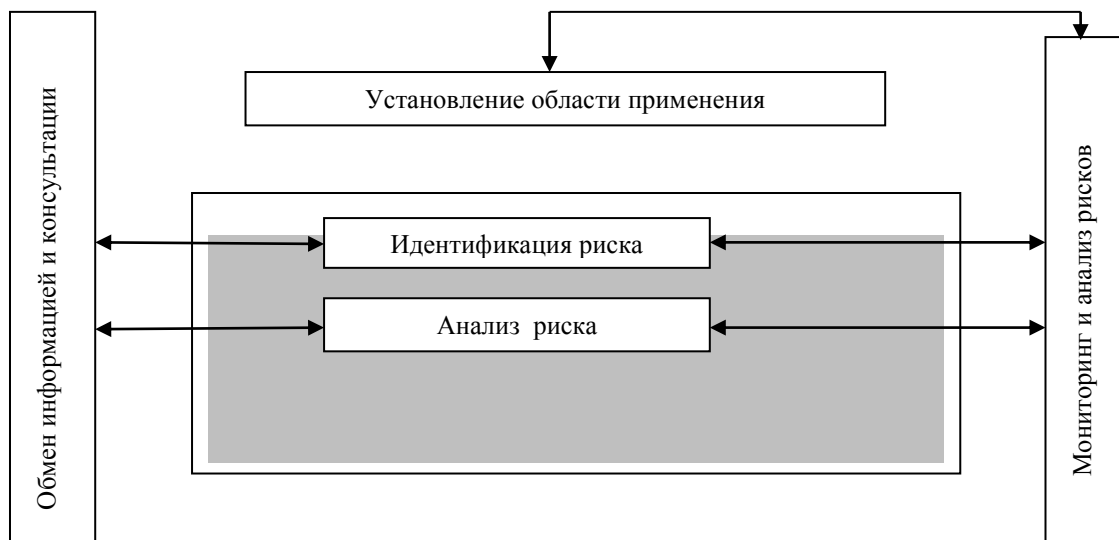 Обмен информацией и консультации
Установление области применения
Идентификация риска
Анализ риска
Мониторинг и анализ рисков